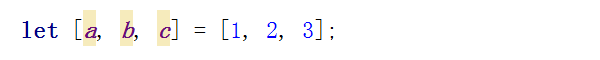 let [a, b, c] = [1, 2, 3];